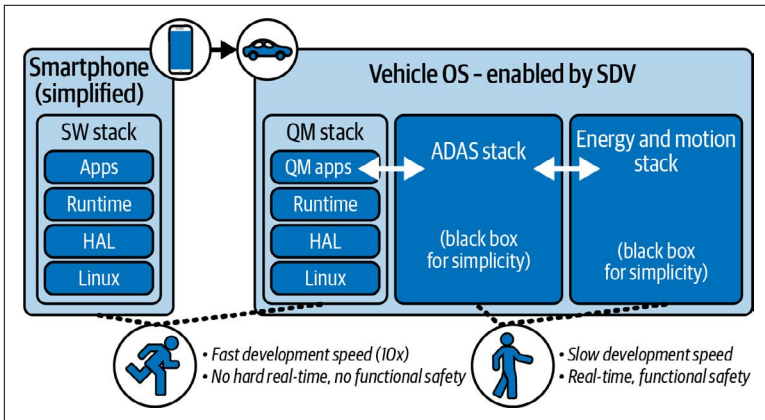 Smartphone
(simplified)
SW stack
Apps
Runtime
HAL
Linux
Vehicle OS – enabled by SDV
QM stack
QM apps
Runtime
HAL
Linux
ADAS stack
(black box
for simplicity)
Energy and motion
stack
(black box
for simplicity)
• Fast development speed (10x)
• No hard real-time, no functional safety
• Slow development speed
• Real-time, functional safety